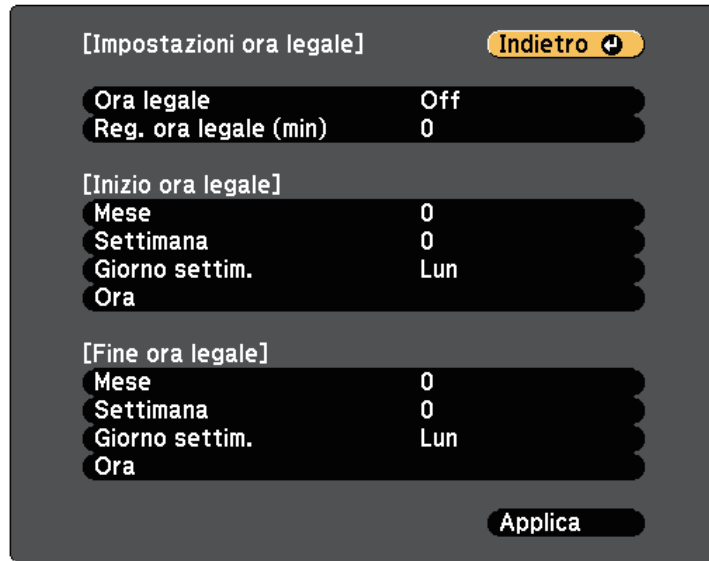 [Impostazioni ora legale] Indietro
Ora legale Off
Reg. ora legale (min) 0
[Inizio ora legale]
Mese 0
Settimana 0
Giorno settim. Lun
Ora
[Fine ora legale]
Mese 0
Settimana 0
Giorno settim. Lun
Ora
Applica